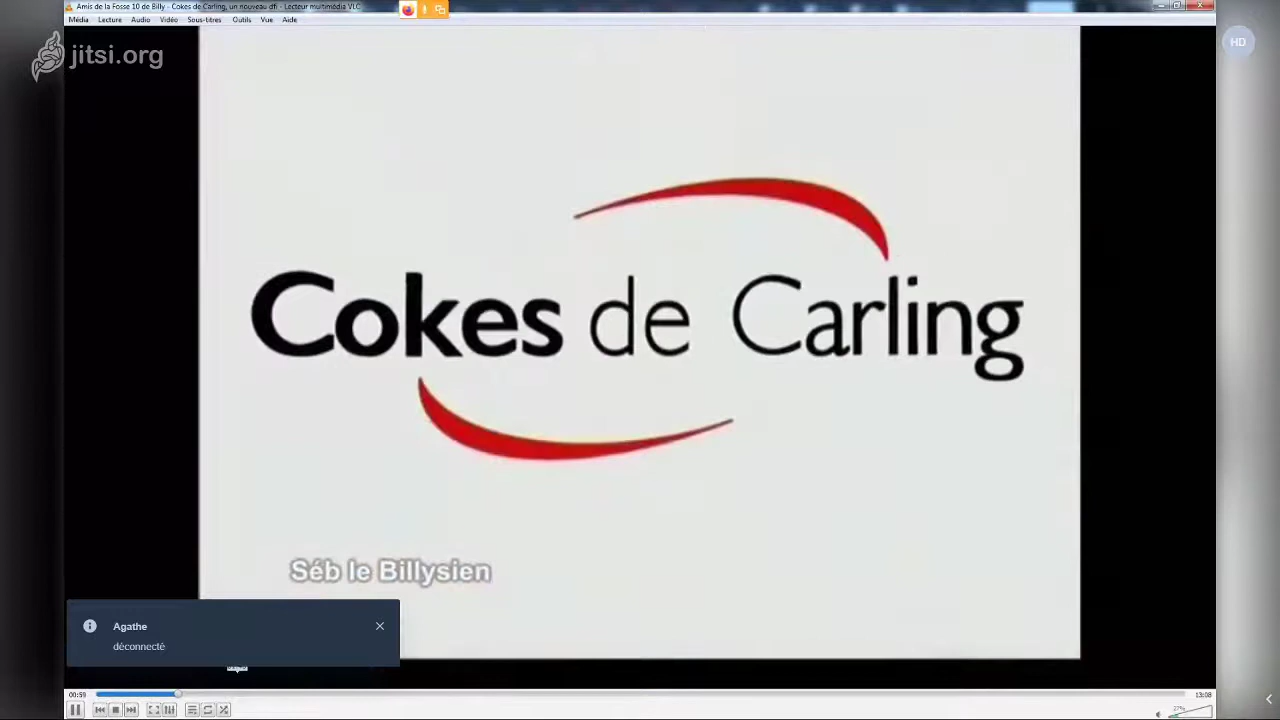 Amis de la Fosse 10 de Billy - Cokes de Carling, un nouveau dfi - Lecteur multimédia VLC
Média Lecture Audio Vidéo Sous-titres Outils Vue Aide
jitsi.org
HD
Cokes de Carling
Séb le Billysien
Agathe
déconnecté
00:59
13:08
27%